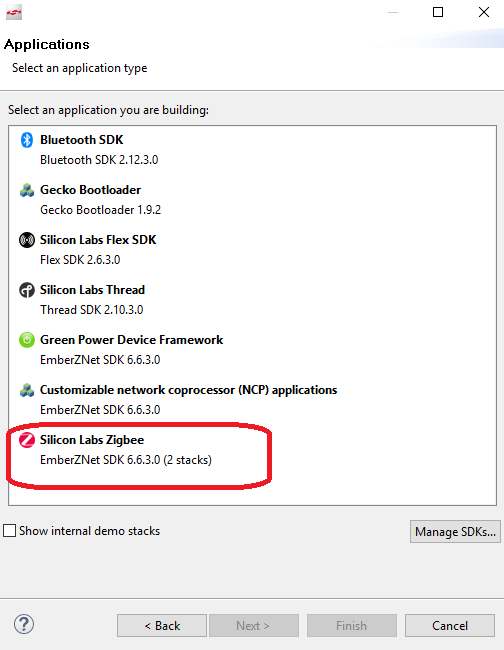 Applications
Select an application type
Select an application you are building:
Bluetooth SDK
Bluetooth SDK 2.12.3.0
Gecko Bootloader
Gecko Bootloader 1.9.2
Silicon Labs Flex SDK
Flex SDK 2.6.3.0
Silicon Labs Thread
Thread SDK 2.10.3.0
Green Power Device Framework
EmberZNet SDK 6.6.3.0
Customizable network coprocessor (NCP) applications
EmberZNet SDK 6.6.3.0
Silicon Labs Zigbee
EmberZNet SDK 6.6.3.0 (2 stacks)
Show internal demo stacks
Manage SDKs...
?
< Back
Next >
Finish
Cancel